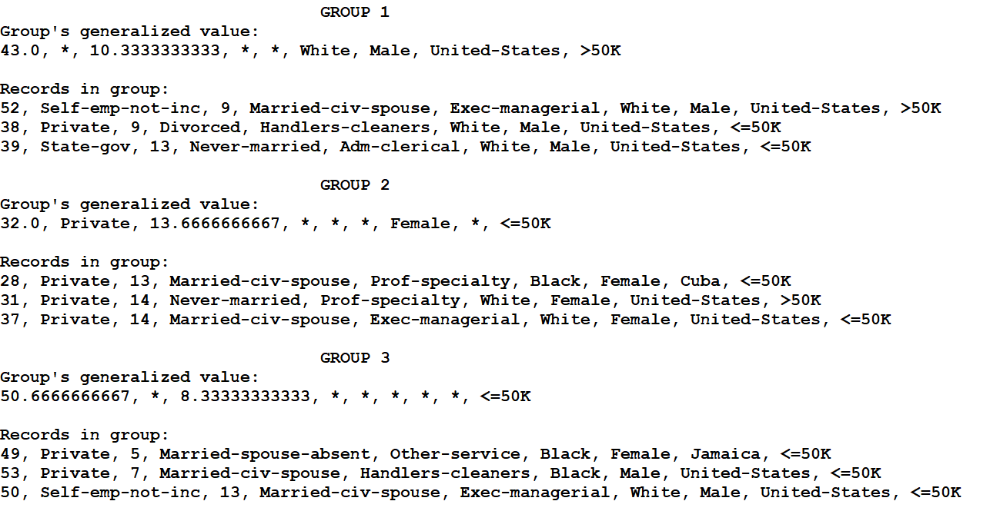 GROUP 1
Group's generalized value:
43.0, *, 10.3333333333, *, *, White, Male, United-States, >50K
Records in group:
52, Self-emp-not-inc, 9, Married-civ-spouse, Exec-managerial, White, Male, United-States, >50K
38, Private, 9, Divorced, Handlers-cleaners, White, Male, United-States, <=50K
39, State-gov, 13, Never-married, Adm-clerical, White, Male, United-States, <=50K
GROUP 2
Group's generalized value:
32.0, Private, 13.6666666667, *, *, *, Female, *, <=50K
Records in group:
28, Private, 13, Married-civ-spouse, Prof-specialty, Black, Female, Cuba, <=50K
31, Private, 14, Never-married, Prof-specialty, White, Female, United-States, >50K
37, Private, 14, Married-civ-spouse, Exec-managerial, White, Female, United-States, <=50K
GROUP 3
Group's generalized value:
50.6666666667, *, 8.33333333333, *, *, *, *, *, <=50K
Records in group:
49, Private, 5, Married-spouse-absent, Other-service, Black, Female, Jamaica, <=50K
53, Private, 7, Married-civ-spouse, Handlers-cleaners, Black, Male, United-States, <=50K
50, Self-emp-not-inc, 13, Married-civ-spouse, Exec-managerial, White, Male, United-States, <=50K